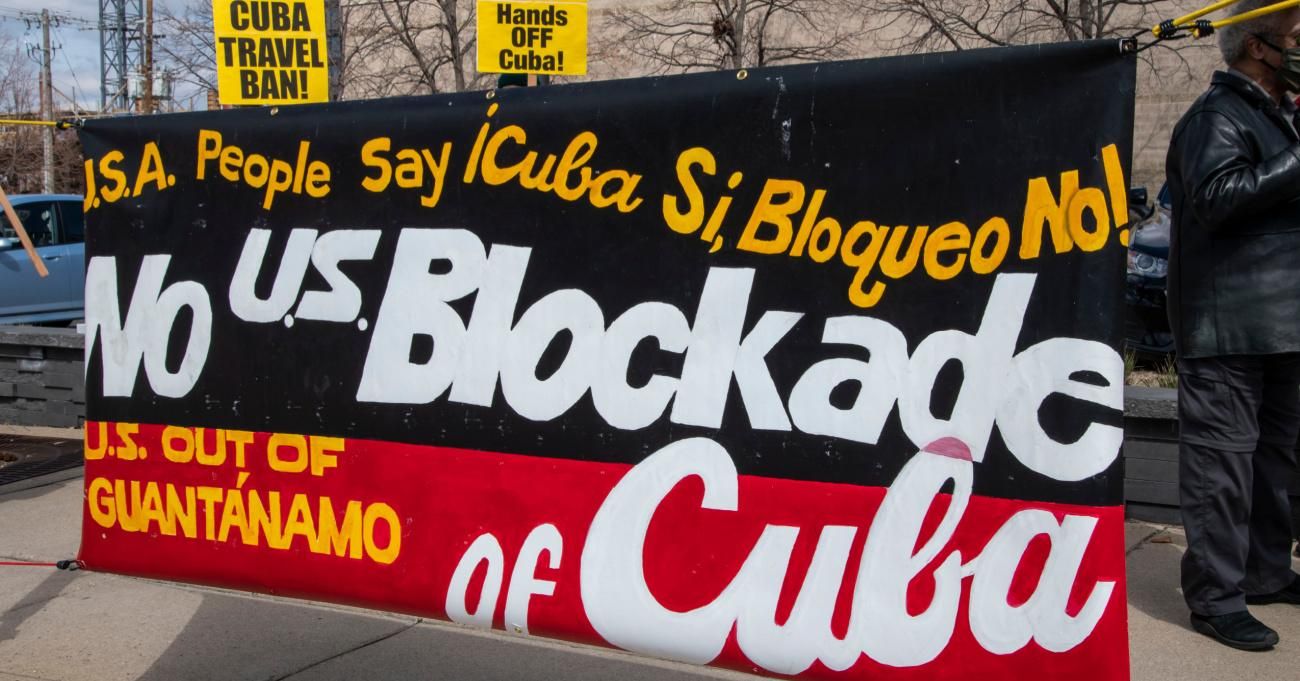 CUBA
TRAVEL
BAN!
Hands
OFF
Cuba!
U.S.A. People Say ¡Cuba Si, Bloqueo No!
No U.S. Blockade
U.S. OUT OF
GUANTÁNAMO
of Cuba